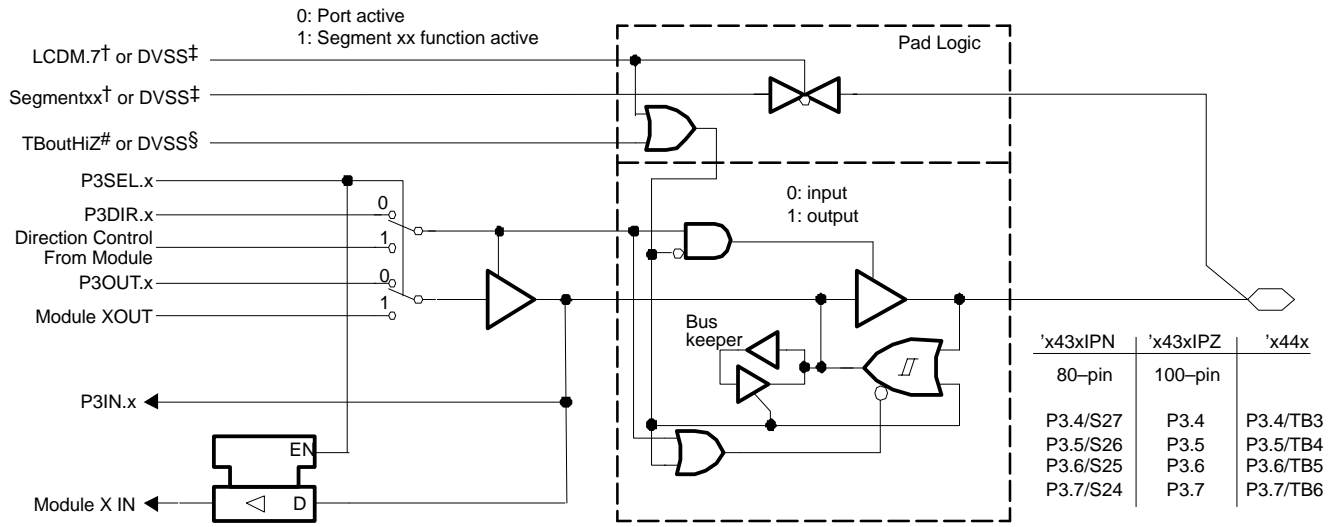 0: Port active
1: Segment xx function active
Pad Logic
LCDM.7† or DVSS‡
Segmentxx† or DVSS‡
TBoutHiZ# or DVSS§
P3SEL.x
0: input
1: output
0
P3DIR.x
1
Direction Control
From Module
0
P3OUT.x
1
Module XOUT
Bus
keeper
'x43xIPN 'x43xIPZ 'x44x
80–pin 100–pin
P3.4/S27 P3.4 P3.4/TB3
P3.5/S26 P3.5 P3.5/TB4
P3.6/S25 P3.6 P3.6/TB5
P3.7/S24 P3.7 P3.7/TB6
P3IN.x
EN
Module X IN
D